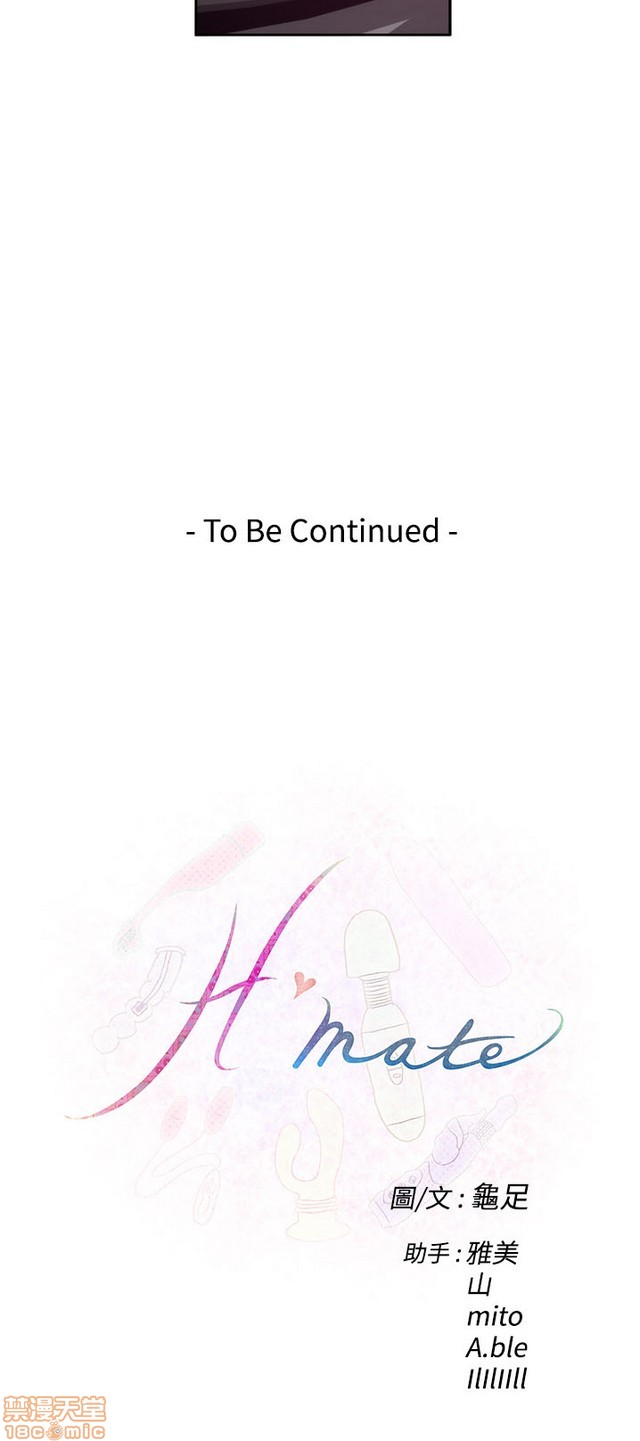 - To Be Continued -
H·mate
圖/文 : 龜足
助手 : 雅美
山
mito
A.ble
IlIlIIll
禁漫天堂
18comic